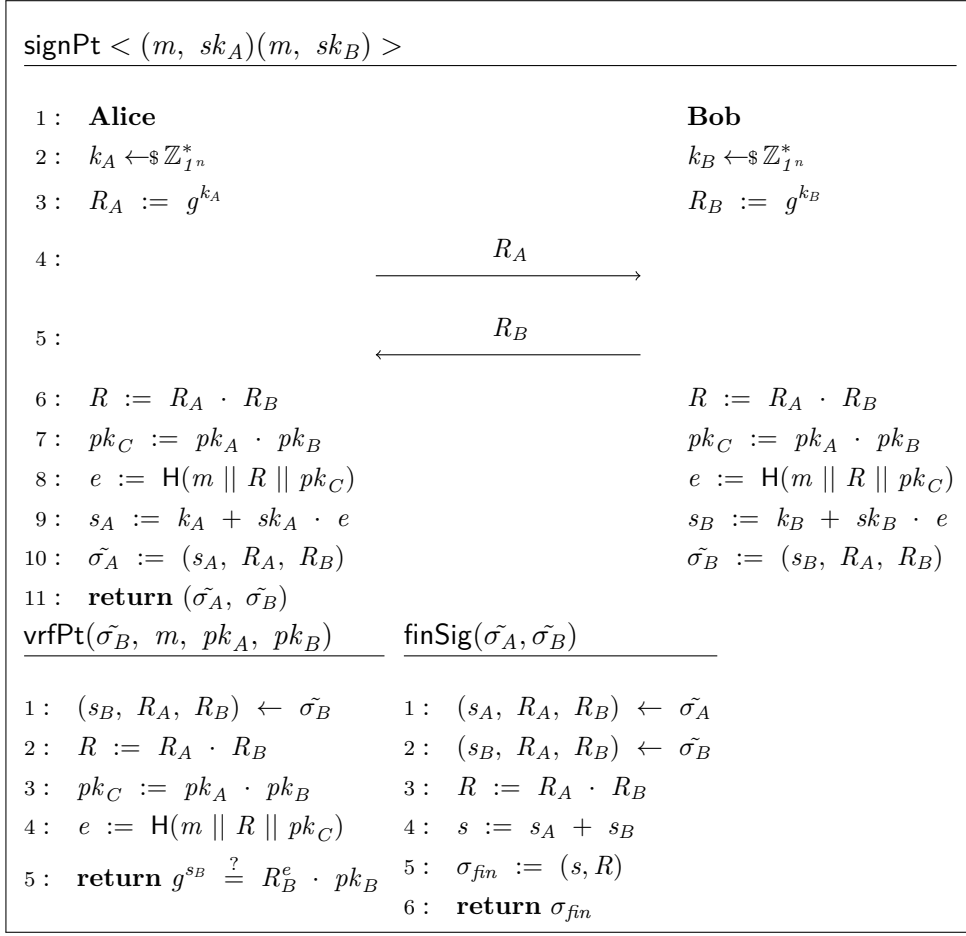 signPt < (m, sk_A)(m, sk_B) >
1 : Alice Bob
2 : k_A ←$ ℤ*_{1^n} k_B ←$ ℤ*_{1^n}
3 : R_A := g^{k_A} R_B := g^{k_B}
4 : R_A
5 : R_B
6 : R := R_A · R_B R := R_A · R_B
7 : pk_C := pk_A · pk_B pk_C := pk_A · pk_B
8 : e := H(m || R || pk_C) e := H(m || R || pk_C)
9 : s_A := k_A + sk_A · e s_B := k_B + sk_B · e
10 : σ̃_A := (s_A, R_A, R_B) σ̃_B := (s_B, R_A, R_B)
11 : return (σ̃_A, σ̃_B)
vrfPt(σ̃_B, m, pk_A, pk_B)
1 : (s_B, R_A, R_B) ← σ̃_B
2 : R := R_A · R_B
3 : pk_C := pk_A · pk_B
4 : e := H(m || R || pk_C)
5 : return g^{s_B} ≟ R_B^e · pk_B
finSig(σ̃_A, σ̃_B)
1 : (s_A, R_A, R_B) ← σ̃_A
2 : (s_B, R_A, R_B) ← σ̃_B
3 : R := R_A · R_B
4 : s := s_A + s_B
5 : σ_fin := (s, R)
6 : return σ_fin